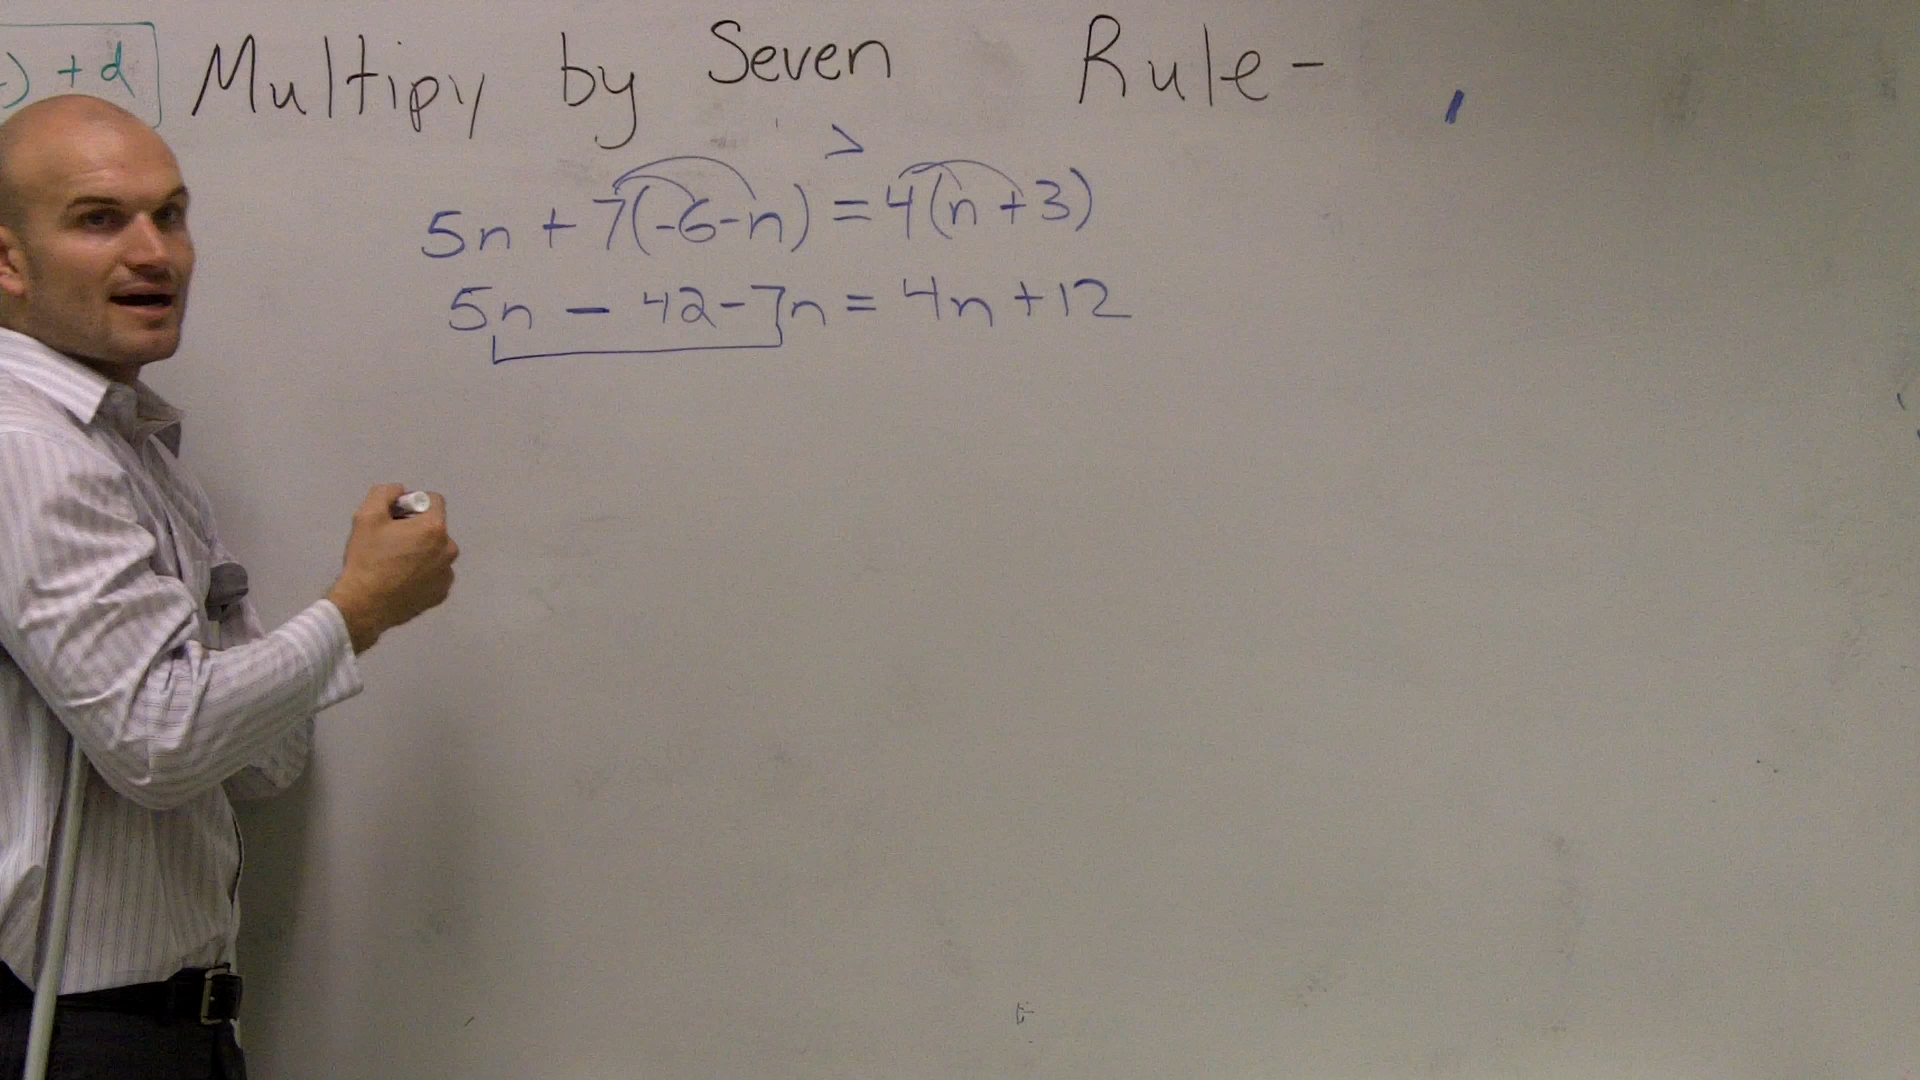 ) + d
Multipy by Seven Rule -
>
5n + 7(-6-n) = 4(n+3)
5n - 42-7n = 4n+12